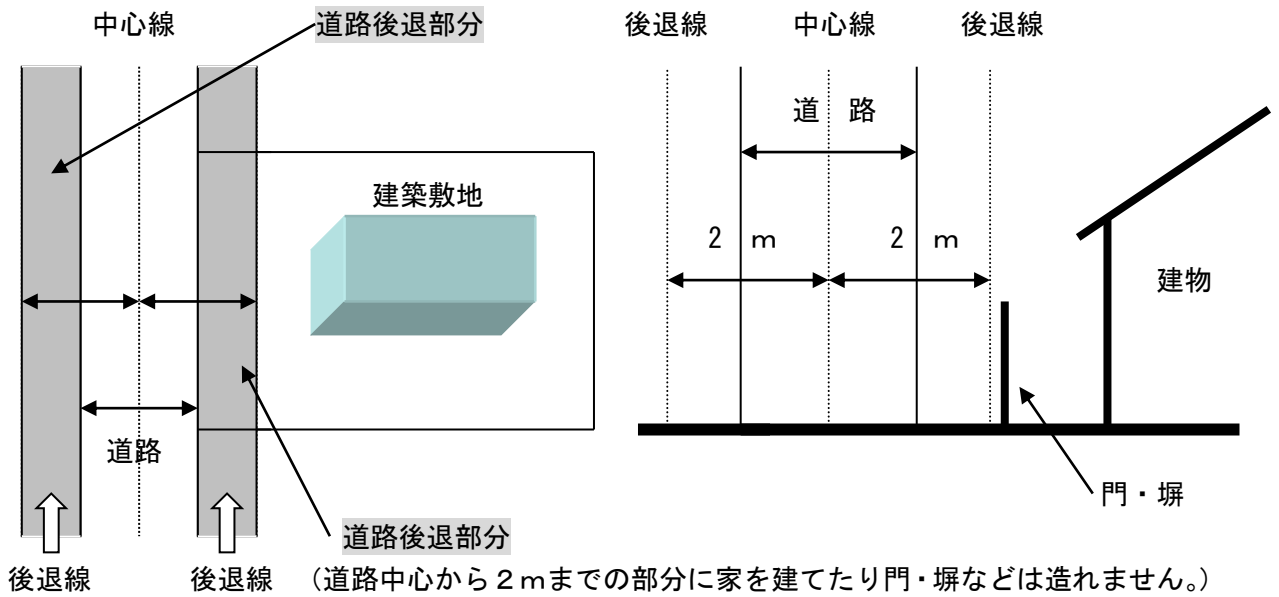 中心線
道路後退部分
後退線
中心線
後退線
道 路
建築敷地
2 m
2 m
建物
道路
門・塀
道路後退部分
後退線
後退線
（道路中心から２ｍまでの部分に家を建てたり門・塀などは造れません。）